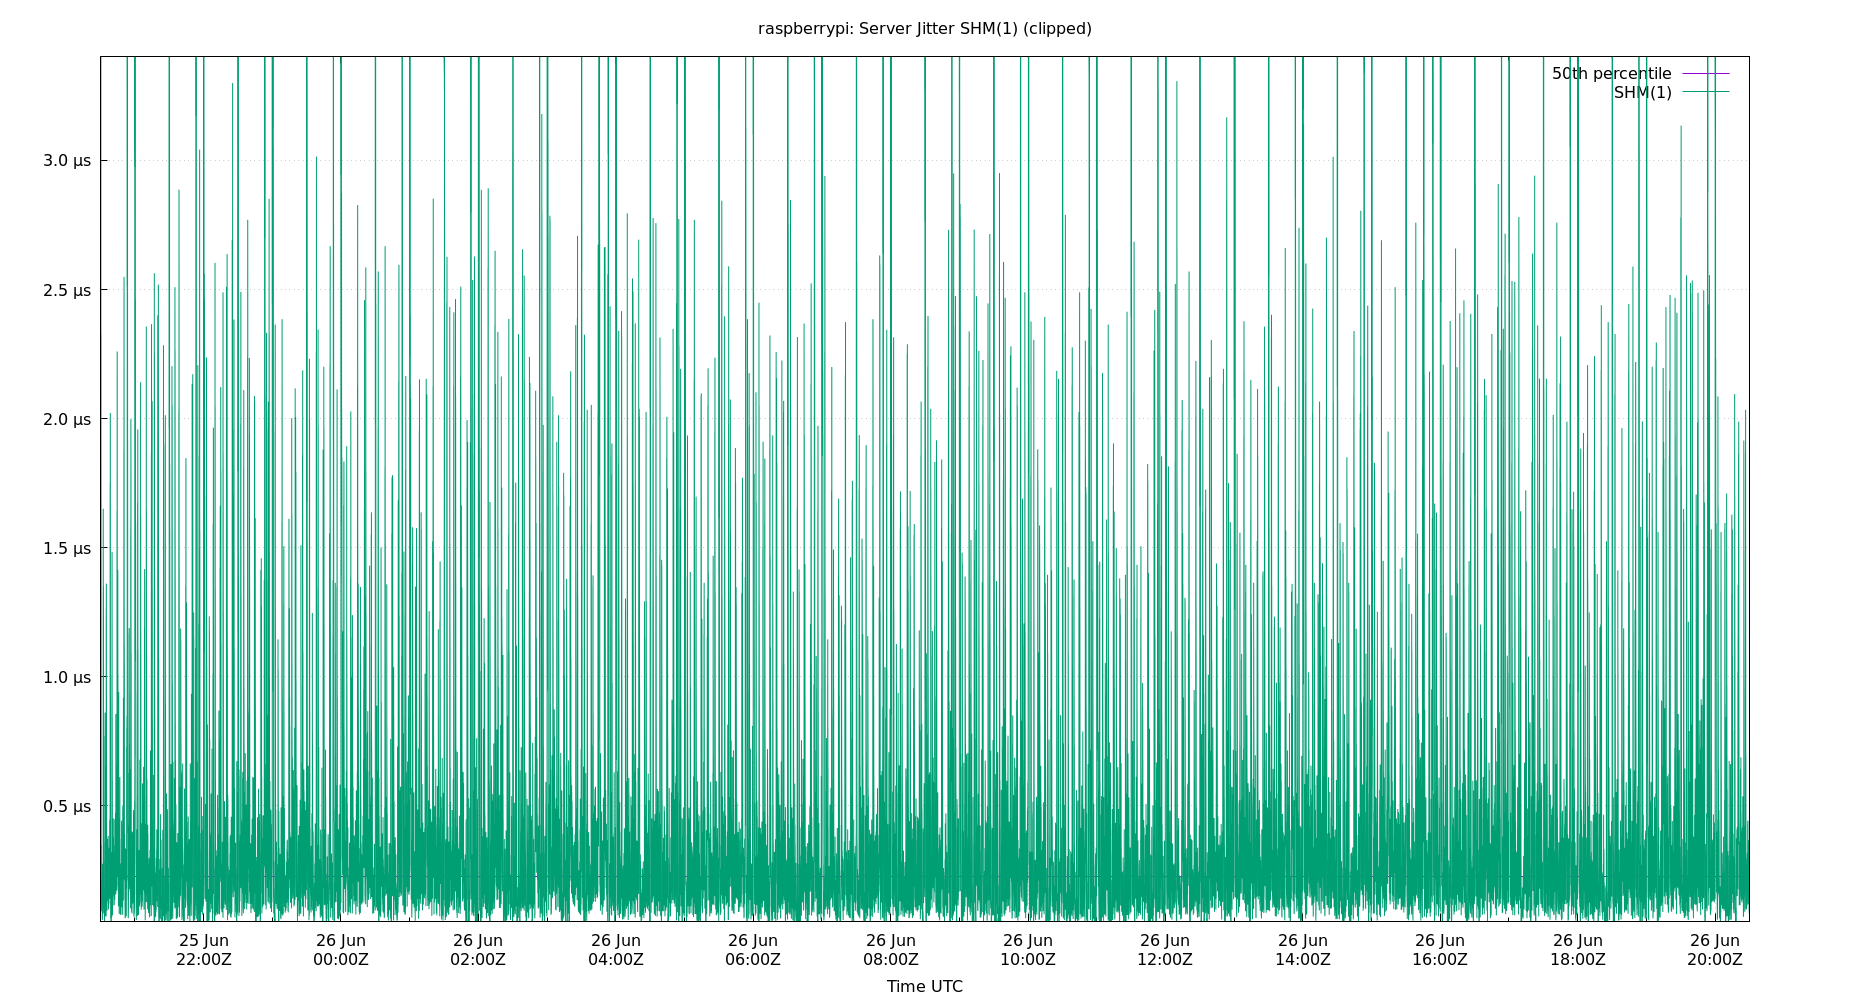 raspberrypi: Server Jitter SHM(1) (clipped)
50th percentile
SHM(1)
3.0 µs
2.5 µs
2.0 µs
1.5 µs
1.0 µs
0.5 µs
25 Jun 26 Jun 26 Jun 26 Jun 26 Jun 26 Jun 26 Jun 26 Jun 26 Jun 26 Jun 26 Jun 26 Jun
22:00Z 00:00Z 02:00Z 04:00Z 06:00Z 08:00Z 10:00Z 12:00Z 14:00Z 16:00Z 18:00Z 20:00Z
Time UTC